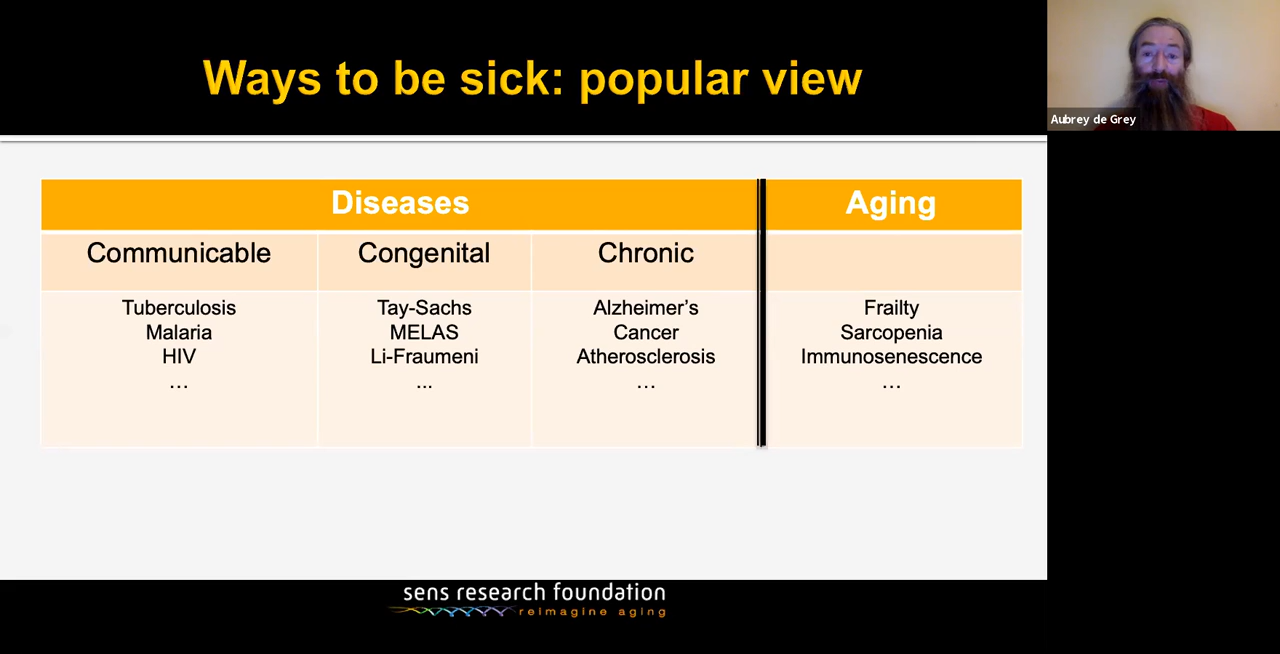 Ways to be sick: popular view
Aubrey de Grey
Diseases
Aging
Communicable
Congenital
Chronic
Tuberculosis
Malaria
HIV
...
Tay-Sachs
MELAS
Li-Fraumeni
...
Alzheimer’s
Cancer
Atherosclerosis
...
Frailty
Sarcopenia
Immunosenescence
...
sens research foundation
reimagine aging